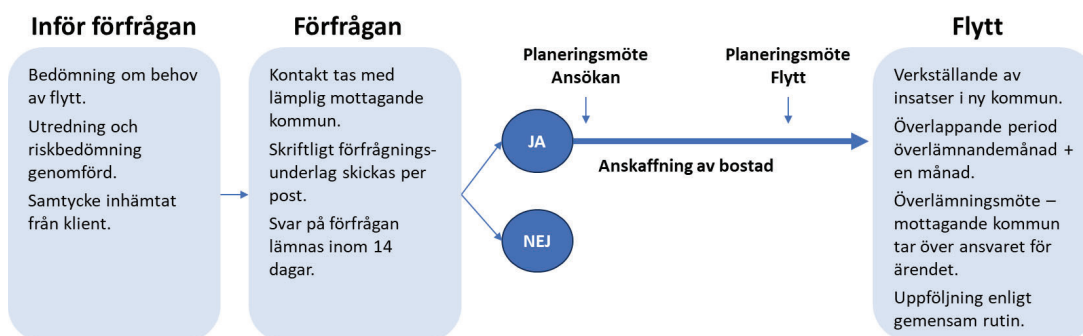 Inför förfrågan
Bedömning om behov
av flytt.
Utredning och
riskbedömning
genomförd.
Samtycke inhämtat
från klient.
Förfrågan
Kontakt tas med
lämplig mottagande
kommun.
Skriftligt förfrågnings-
underlag skickas per
post.
Svar på förfrågan
lämnas inom 14
dagar.
JA
NEJ
Planeringsmöte
Ansökan
Planeringsmöte
Flytt
Anskaffning av bostad
Flytt
Verkställande av
insatser i ny kommun.
Överlappande period
överlämnandemånad +
en månad.
Överlämningsmöte –
mottagande kommun
tar över ansvaret för
ärendet.
Uppföljning enligt
gemensam rutin.